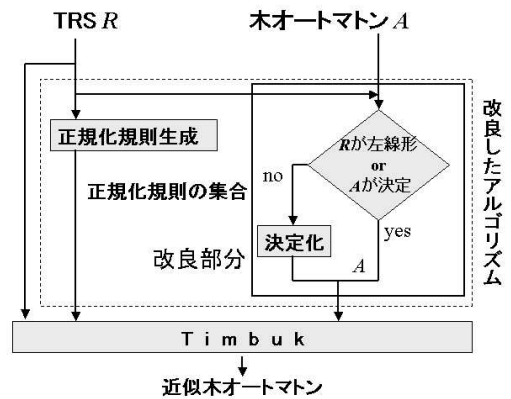 TRS R
木オートマトン A
正規化規則生成
Rが左線形
or
Aが決定
改良したアルゴリズム
no
正規化規則の集合
yes
決定化
改良部分
A
Timbuk
近似木オートマトン